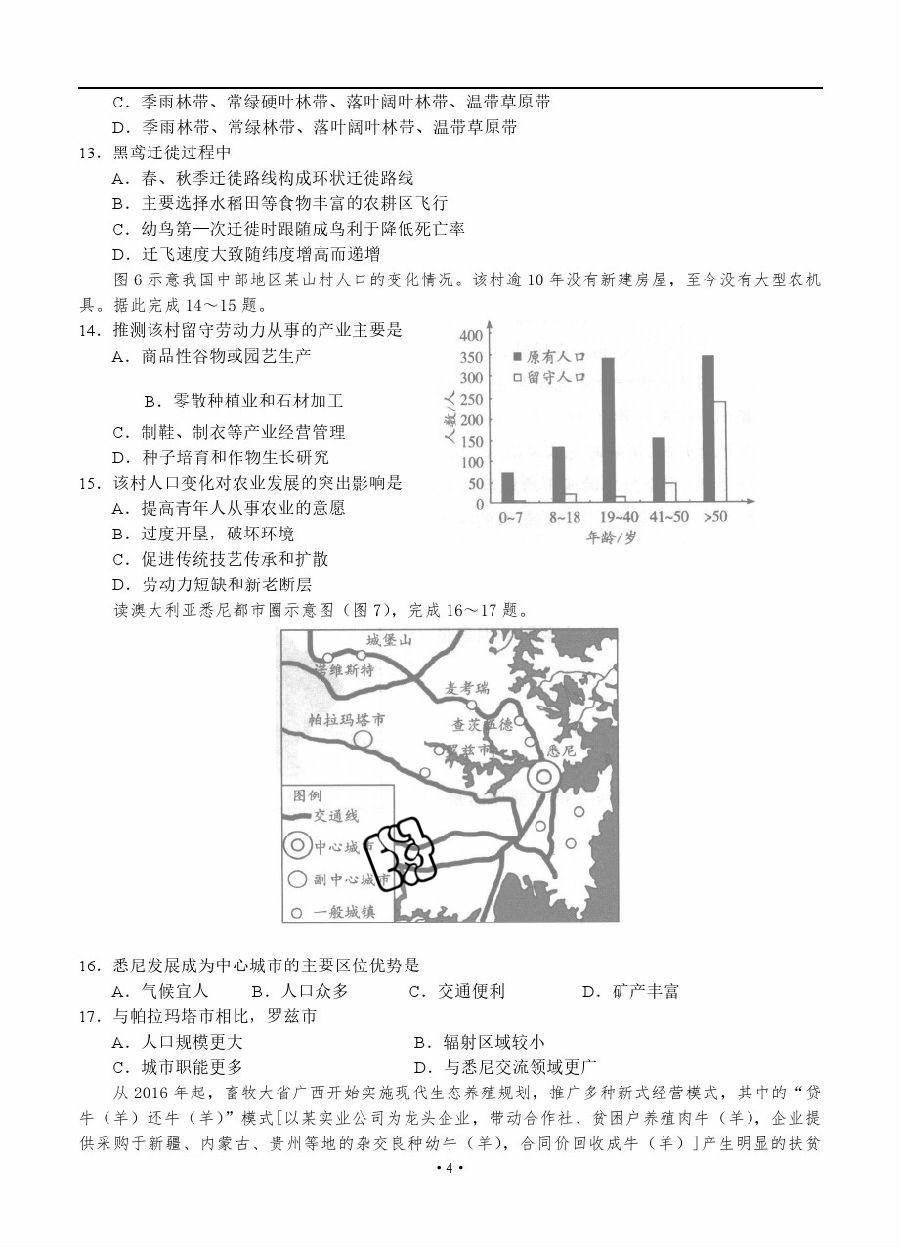 C．季雨林带、常绿硬叶林带、落叶阔叶林带、温带草原带
D．季雨林带、常绿林带、落叶阔叶林带、温带草原带
13．黑鸢迁徙过程中
A．春、秋季迁徙路线构成环状迁徙路线
B．主要选择水稻田等食物丰富的农耕区飞行
C．幼鸟第一次迁徙时跟随成鸟利于降低死亡率
D．迁飞速度大致随纬度增高而递增
图6示意我国中部地区某山村人口的变化情况。该村逾10年没有新建房屋，至今没有大型农机
具。据此完成14～15题。
14．推测该村留守劳动力从事的产业主要是
A．商品性谷物或园艺生产
B．零散种植业和石材加工
C．制鞋、制衣等产业经营管理
D．种子培育和作物生长研究
15．该村人口变化对农业发展的突出影响是
A．提高青年人从事农业的意愿
B．过度开垦，破坏环境
C．促进传统技艺传承和扩散
D．劳动力短缺和新老断层
人数/人
400
350
300
250
200
150
100
50
0
原有人口
留守人口
0~7 8~18 19~40 41~50 >50
年龄/岁
读澳大利亚悉尼都市圈示意图（图7），完成16～17题。
城堡山
诺维斯特
麦考瑞
帕拉玛塔市
查茨伍德
罗兹市
悉尼
图例
交通线
中心城市
副中心城市
一般城镇
16．悉尼发展成为中心城市的主要区位优势是
A．气候宜人 B．人口众多 C．交通便利 D．矿产丰富
17．与帕拉玛塔市相比，罗兹市
A．人口规模更大 B．辐射区域较小
C．城市职能更多 D．与悉尼交流领域更广
从2016年起，畜牧大省广西开始实施现代生态养殖规划，推广多种新式经营模式，其中的“贷
牛（羊）还牛（羊）”模式[以某实业公司为龙头企业，带动合作社、贫困户养殖肉牛（羊），企业提
供采购于新疆、内蒙古、贵州等地的杂交良种幼牛（羊），合同价回收成牛（羊）]产生明显的扶贫
·4·